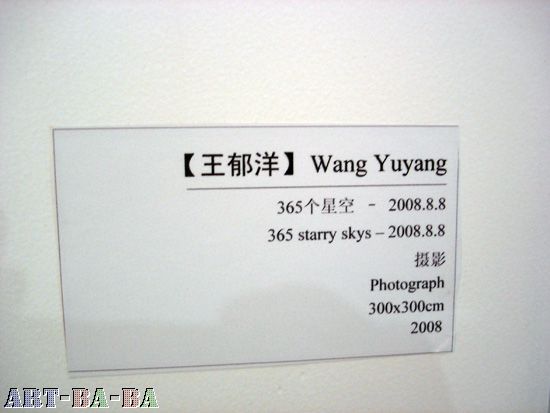 【王郁洋】 Wang Yuyang
365个星空 - 2008.8.8
365 starry skys – 2008.8.8
摄影
Photograph
300x300cm
2008
ART-BA-BA